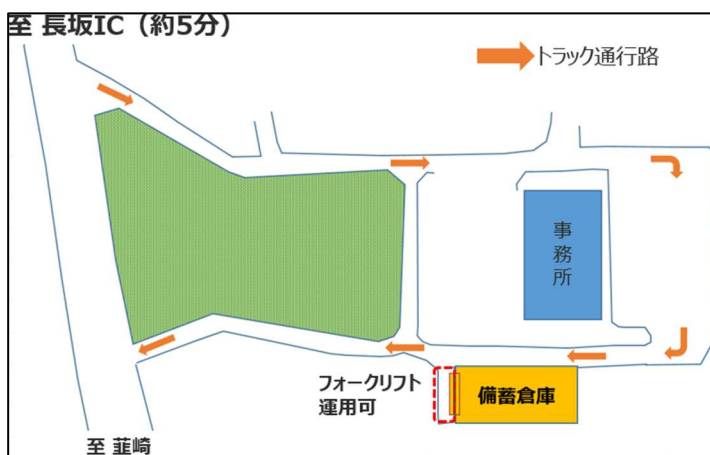 至 長坂IC（約5分）
トラック通行路
事務所
フォークリフト
運用可
備蓄倉庫
至 韮崎